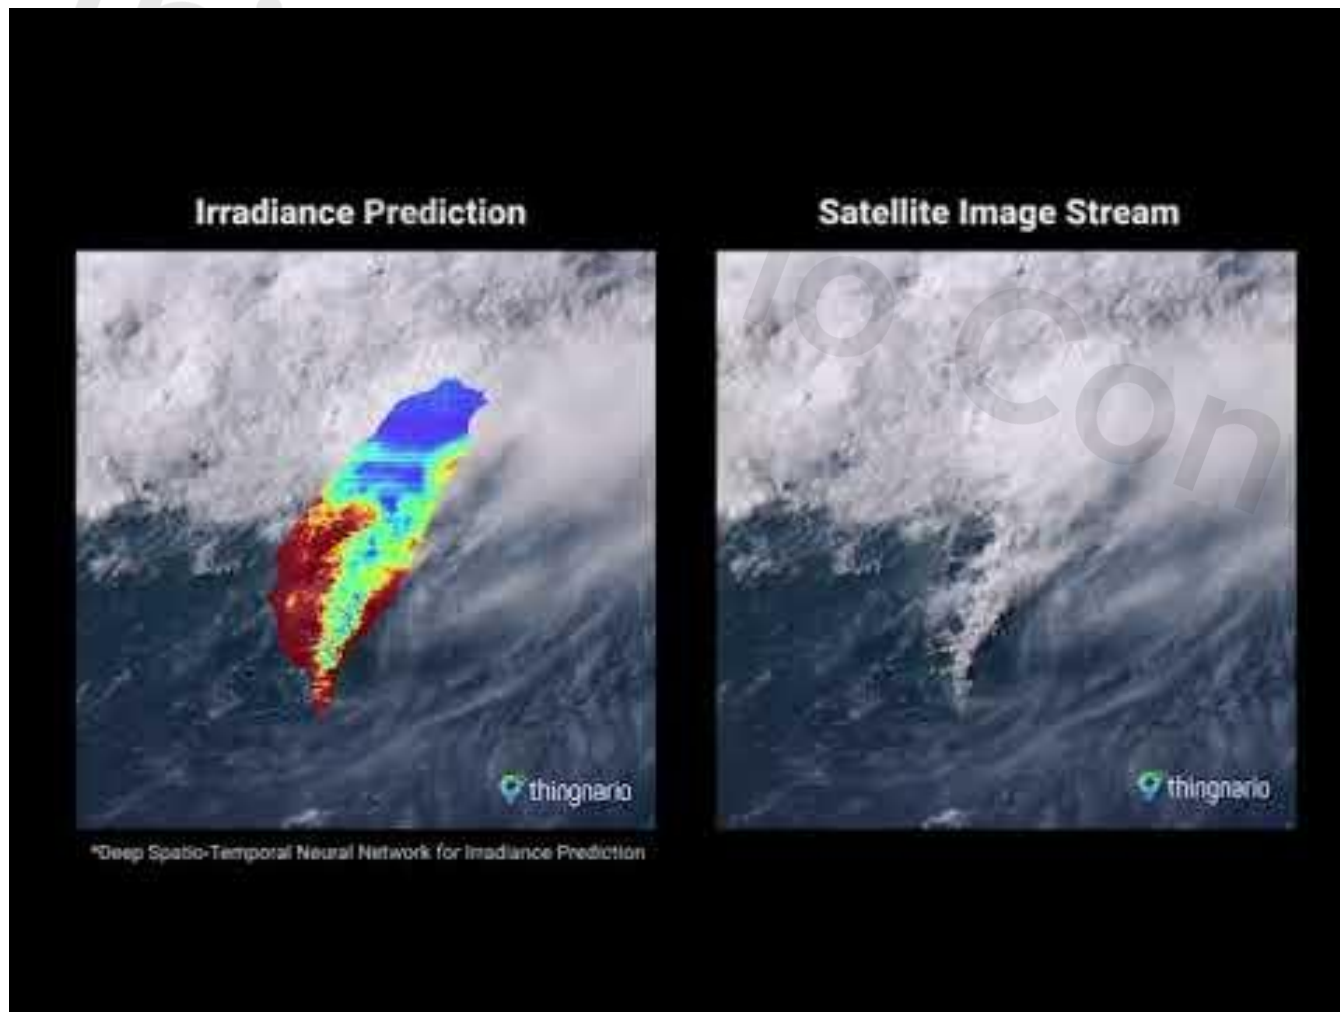 Irradiance Prediction
Satellite Image Stream
thingnario
thingnario
*Deep Spatio-Temporal Neural Network for Irradiance Prediction